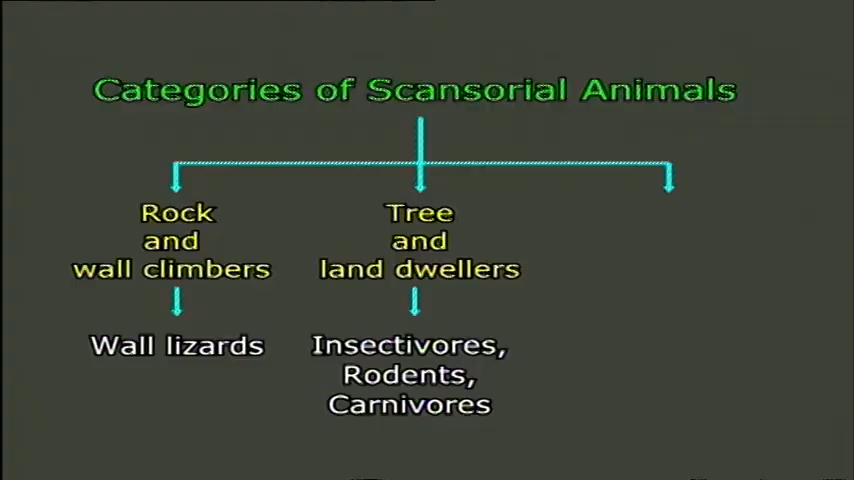 Categories of Scansorial Animals
Rock
and
wall climbers
Wall lizards
Tree
and
land dwellers
Insectivores,
Rodents,
Carnivores